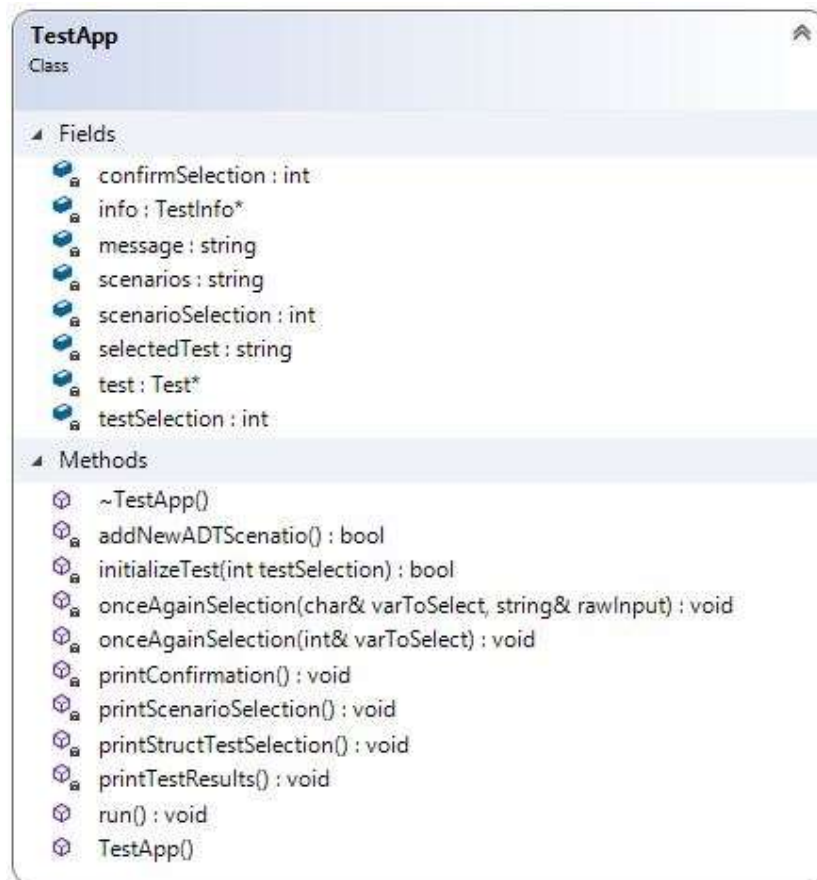 TestApp
Class
Fields
confirmSelection : int
info : TestInfo*
message : string
scenarios : string
scenarioSelection : int
selectedTest : string
test : Test*
testSelection : int
Methods
~TestApp()
addNewADTScenatio() : bool
initializeTest(int testSelection) : bool
onceAgainSelection(char& varToSelect, string& rawInput) : void
onceAgainSelection(int& varToSelect) : void
printConfirmation() : void
printScenarioSelection() : void
printStructTestSelection() : void
printTestResults() : void
run() : void
TestApp()